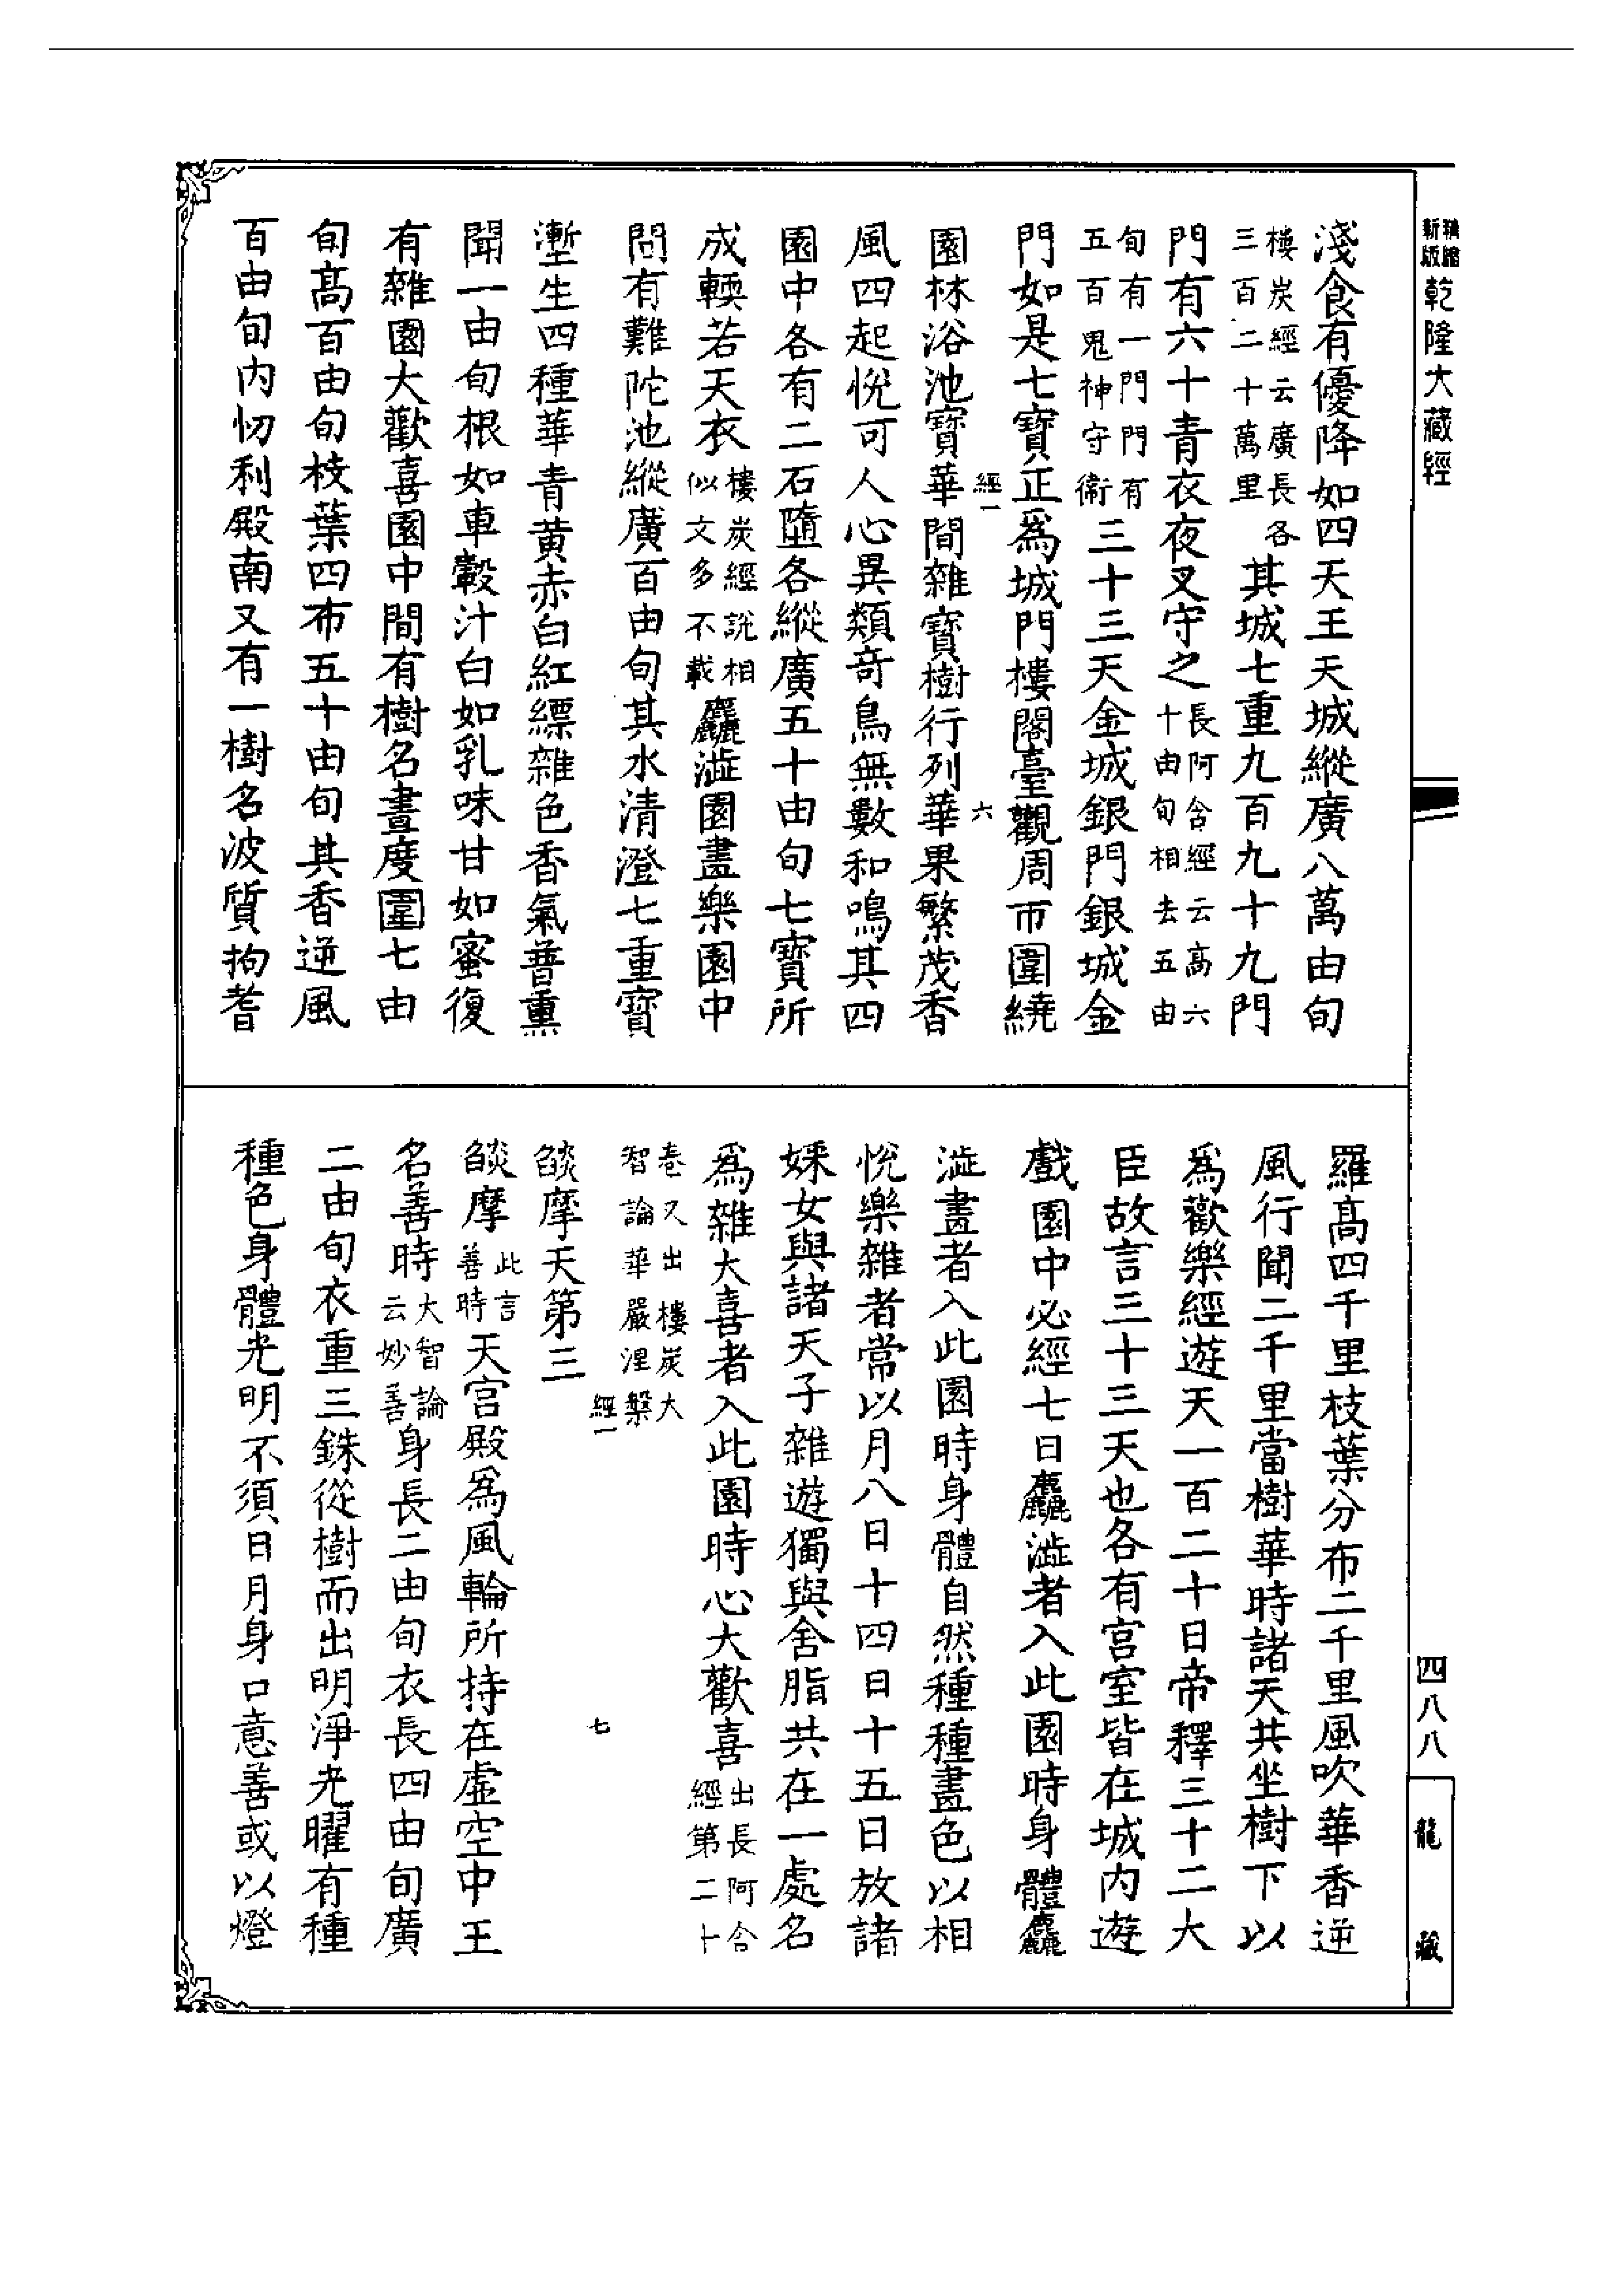 精縮新版乾隆大藏經
淺食有優降如四天王天城縱廣八萬由旬
樓炭經云廣長各三百二十萬里其城七重九百九十九門
門有六十青衣夜叉守之長阿含經云高六十由旬相去五由
旬有一門門有五百鬼神守衞三十三天金城銀門銀城金
門如是七寶正爲城門樓閣臺觀周帀圍繞
經一 六
園林浴池寶華間雜寶樹行列華果繁茂香
風四起悅可人心異類奇鳥無數和鳴其四
園中各有二石墮各縱廣五十由旬七寶所
成輭若天衣樓炭經說相似文多不載麤澁園畫樂園中
問有難陀池縱廣百由旬其水清澄七重寶
壍生四種華青黄赤白紅縹雜色香氣普熏
聞一由旬根如車轂汁白如乳味甘如蜜復
有雜園大歡喜園中間有樹名晝度圍七由
旬高百由旬枝葉四布五十由旬其香逆風
百由旬内忉利殿南又有一樹名波質拘耆
羅高四千里枝葉分布二千里風吹華香逆
風行聞二千里當樹華時諸天共坐樹下以
爲歡樂經遊天一百二十日帝釋三十二大
臣故言三十三天也各有宫室皆在城内遊
戲園中必經七日麤澁者入此園時身體麤
澁畫者入此園時身體自然種種畫色以相
悅樂雜者常以月八日十四日十五日放諸
婇女與諸天子雜遊獨與舍脂共在一處名
爲雜大喜者入此園時心大歡喜出長阿含經第二十
卷又出樓炭大智論華嚴涅槃
經一 七
燄摩天第三
燄摩此言善時天宫殿爲風輪所持在虛空中王
名善時大智論云妙善身長二由旬衣長四由旬廣
二由旬衣重三銖從樹而出明淨光曜有種
種色身體光明不須日月身口意善或以燈
四八八
龍藏